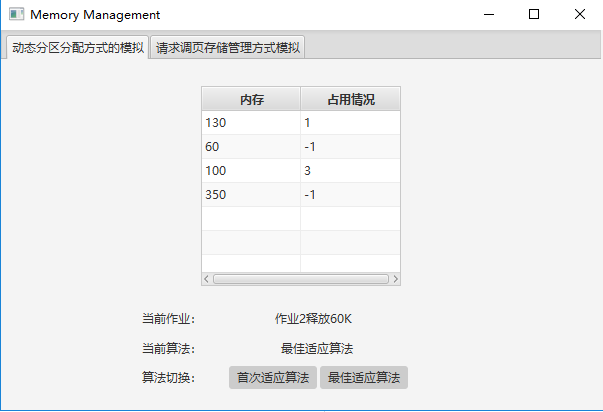 Memory Management
动态分区分配方式的模拟 请求调页存储管理方式模拟
内存 占用情况
130 1
60 -1
100 3
350 -1
当前作业： 作业2释放60K
当前算法： 最佳适应算法
算法切换： 首次适应算法 最佳适应算法